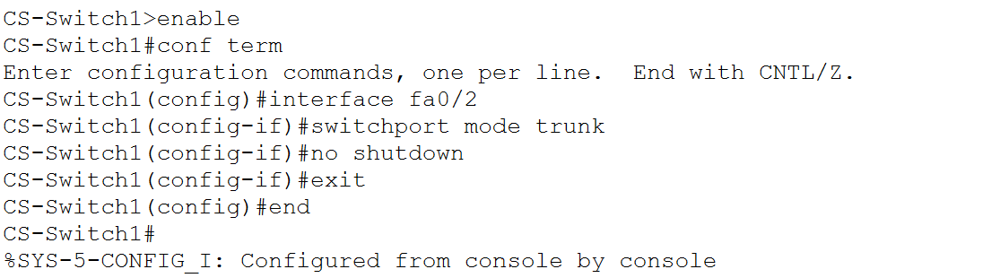 CS-Switch1>enable
CS-Switch1#conf term
Enter configuration commands, one per line.  End with CNTL/Z.
CS-Switch1(config)#interface fa0/2
CS-Switch1(config-if)#switchport mode trunk
CS-Switch1(config-if)#no shutdown
CS-Switch1(config-if)#exit
CS-Switch1(config)#end
CS-Switch1#
%SYS-5-CONFIG_I: Configured from console by console